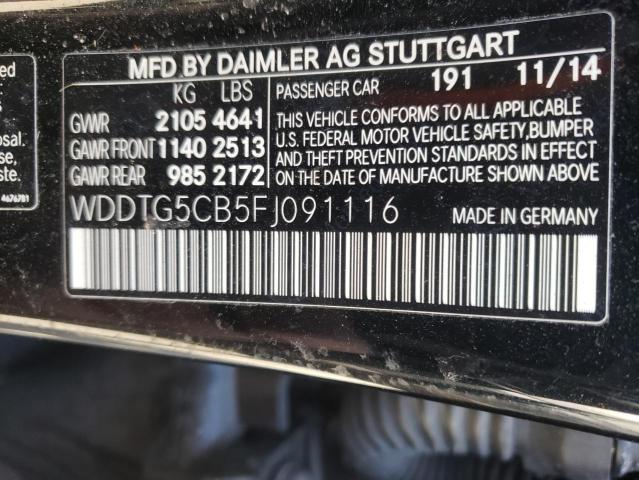 MFD BY DAIMLER AG STUTTGART
KG LBS
GVWR 2105 4641
GAWR FRONT 1140 2513
GAWR REAR 985 2172
PASSENGER CAR 191 11/14
THIS VEHICLE CONFORMS TO ALL APPLICABLE
U.S. FEDERAL MOTOR VEHICLE SAFETY, BUMPER
AND THEFT PREVENTION STANDARDS IN EFFECT
ON DATE OF MANUFACTURE SHOWN ABOVE
WDDTG5CB5FJ091116
MADE IN GERMANY